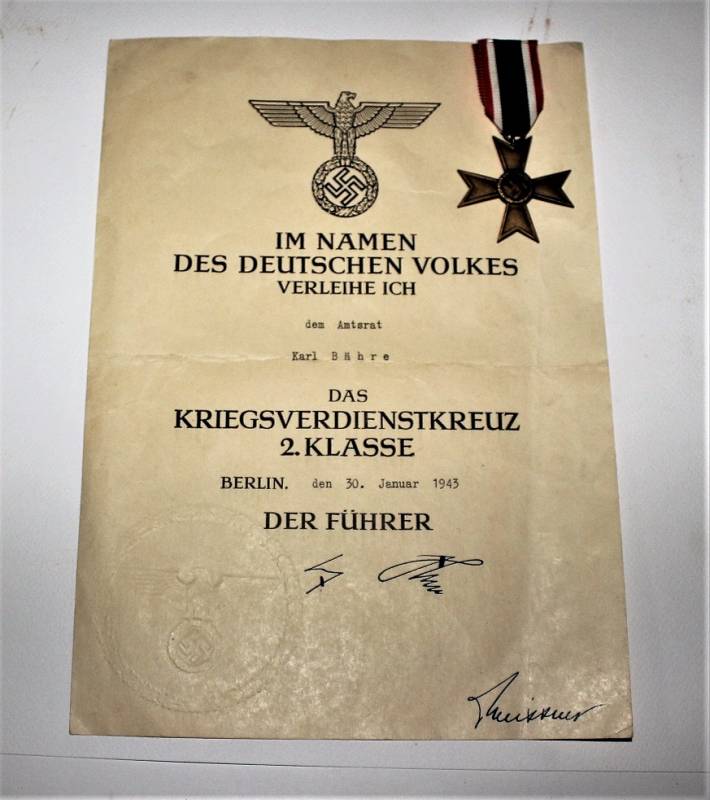 IM NAMEN
DES DEUTSCHEN VOLKES
VERLEIHE ICH
dem Amtsrat
Karl Bähre
DAS
KRIEGSVERDIENSTKREUZ
2. KLASSE
BERLIN, den 30. Januar 1943
DER FÜHRER